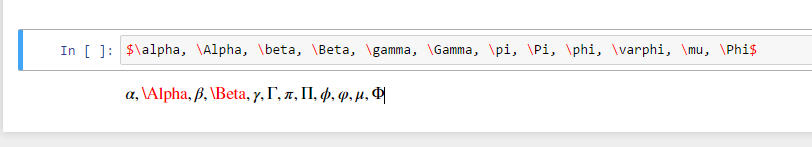 In [ ]: $\alpha, \Alpha, \beta, \Beta, \gamma, \Gamma, \pi, \Pi, \phi, \varphi, \mu, \Phi$
α, \Alpha, β, \Beta, γ, Γ, π, Π, ϕ, φ, μ, Φ